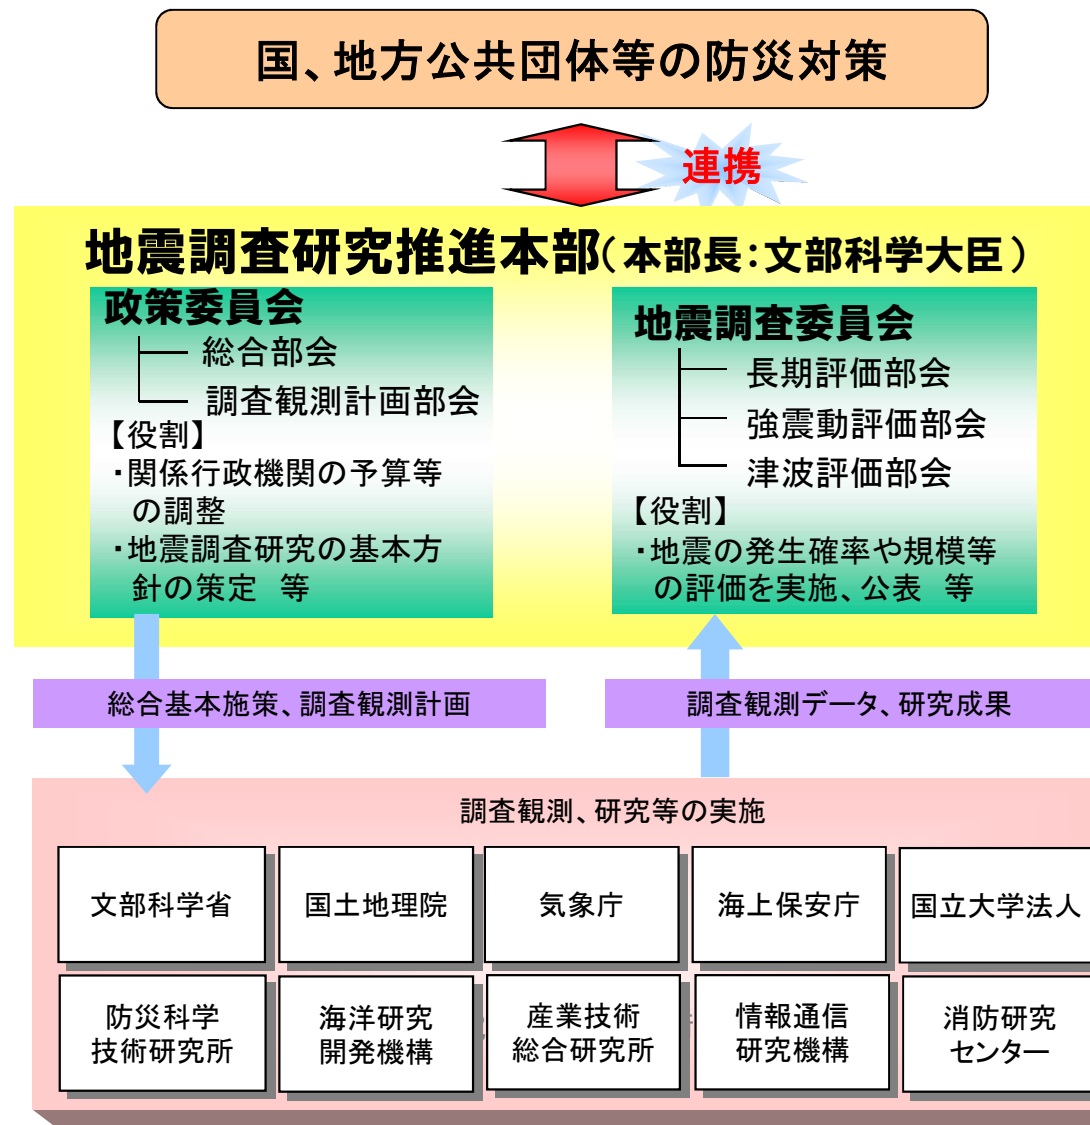 国、地方公共団体等の防災対策
連携
地震調査研究推進本部(本部長:文部科学大臣)
政策委員会
総合部会
調査観測計画部会
【役割】
・関係行政機関の予算等
の調整
・地震調査研究の基本方
針の策定 等
地震調査委員会
長期評価部会
強震動評価部会
津波評価部会
【役割】
・地震の発生確率や規模等
の評価を実施、公表 等
総合基本施策、調査観測計画
調査観測データ、研究成果
調査観測、研究等の実施
文部科学省
国土地理院
気象庁
海上保安庁
国立大学法人
防災科学
技術研究所
海洋研究
開発機構
産業技術
総合研究所
情報通信
研究機構
消防研究
センター